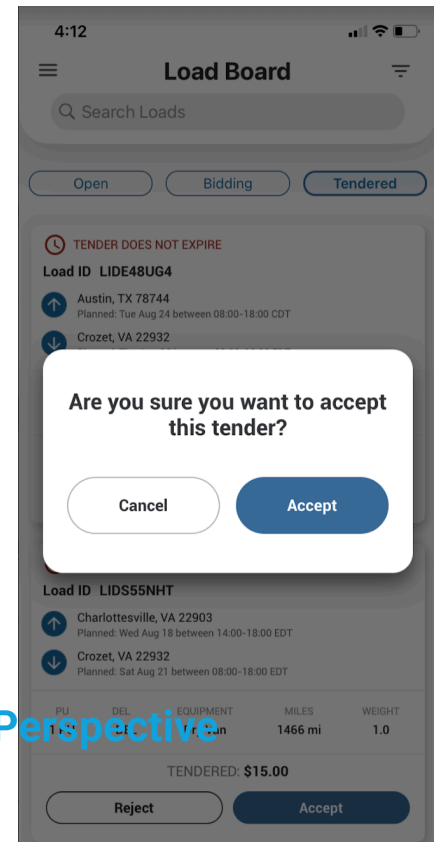 4:12
Load Board
Search Loads
Open Bidding Tendered
TENDER DOES NOT EXPIRE
Load ID LIDE48UG4
Austin, TX 78744
Planned: Tue Aug 24 between 08:00-18:00 CDT
Crozet, VA 22932
Are you sure you want to accept
this tender?
Cancel Accept
Load ID LIDS55NHT
Charlottesville, VA 22903
Planned: Wed Aug 18 between 14:00-18:00 EDT
Crozet, VA 22932
Planned: Sat Aug 21 between 08:00-18:00 EDT
PU DEL EQUIPMENT MILES WEIGHT
Perspective
1466 mi 1.0
TENDERED: $15.00
Reject Accept